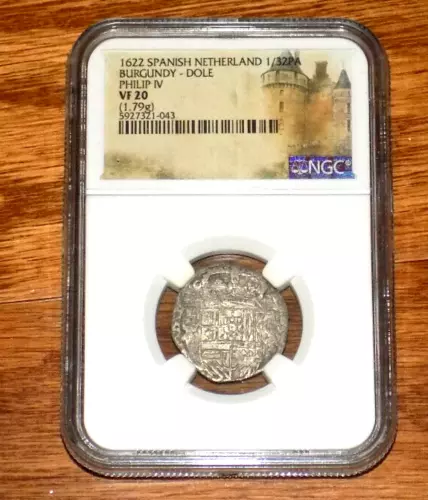 1622 SPANISH NETHERLAND 1/32PA
BURGUNDY - DOLE
PHILIP IV
VF 20
(1.79g)
5927321-043
NGC